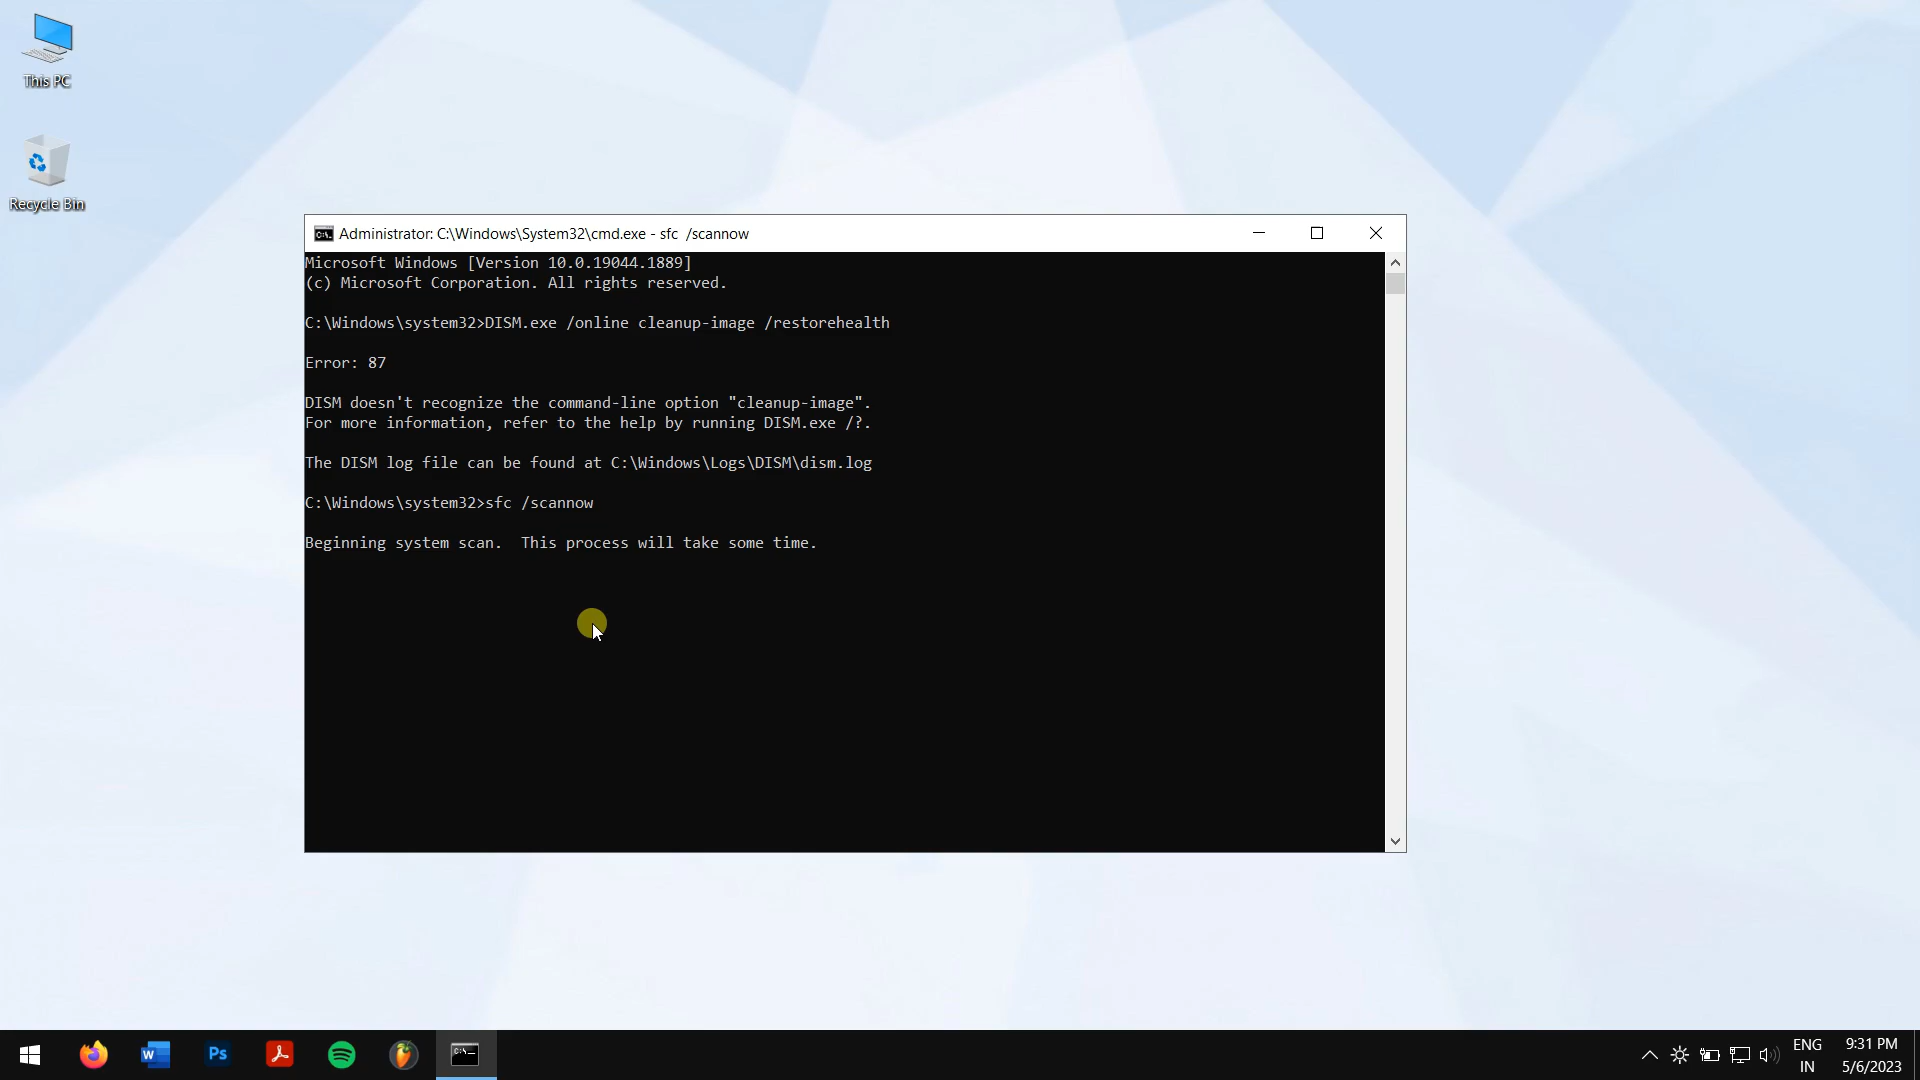 This PC
Recycle Bin
Administrator: C:\Windows\System32\cmd.exe - sfc  /scannow
Microsoft Windows [Version 10.0.19044.1889]
(c) Microsoft Corporation. All rights reserved.
C:\Windows\system32>DISM.exe /online cleanup-image /restorehealth
Error: 87
DISM doesn't recognize the command-line option "cleanup-image".
For more information, refer to the help by running DISM.exe /?.
The DISM log file can be found at C:\Windows\Logs\DISM\dism.log
C:\Windows\system32>sfc /scannow
Beginning system scan.  This process will take some time.
W
Ps
C:\_
ENG
IN
9:31 PM
5/6/2023